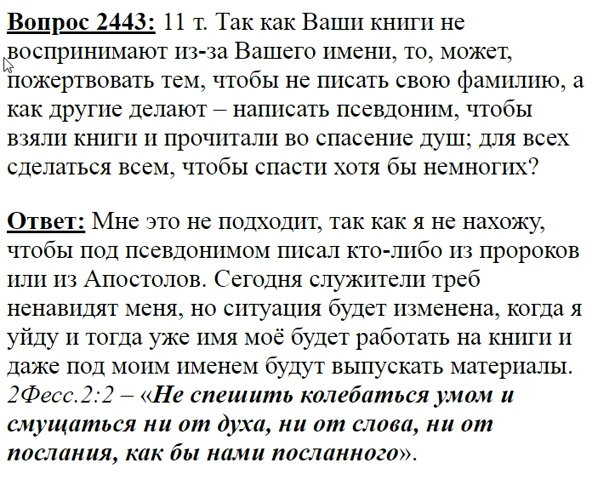 Вопрос 2443: 11 т. Так как Ваши книги не
воспринимают из-за Вашего имени, то, может,
пожертвовать тем, чтобы не писать свою фамилию, а
как другие делают – написать псевдоним, чтобы
взяли книги и прочитали во спасение душ; для всех
сделаться всем, чтобы спасти хотя бы немногих?
Ответ: Мне это не подходит, так как я не нахожу,
чтобы под псевдонимом писал кто-либо из пророков
или из Апостолов. Сегодня служители треб
ненавидят меня, но ситуация будет изменена, когда я
уйду и тогда уже имя моё будет работать на книги и
даже под моим именем будут выпускать материалы.
2Фесс.2:2 – «Не спешить колебаться умом и
смущаться ни от духа, ни от слова, ни от
послания, как бы нами посланного».